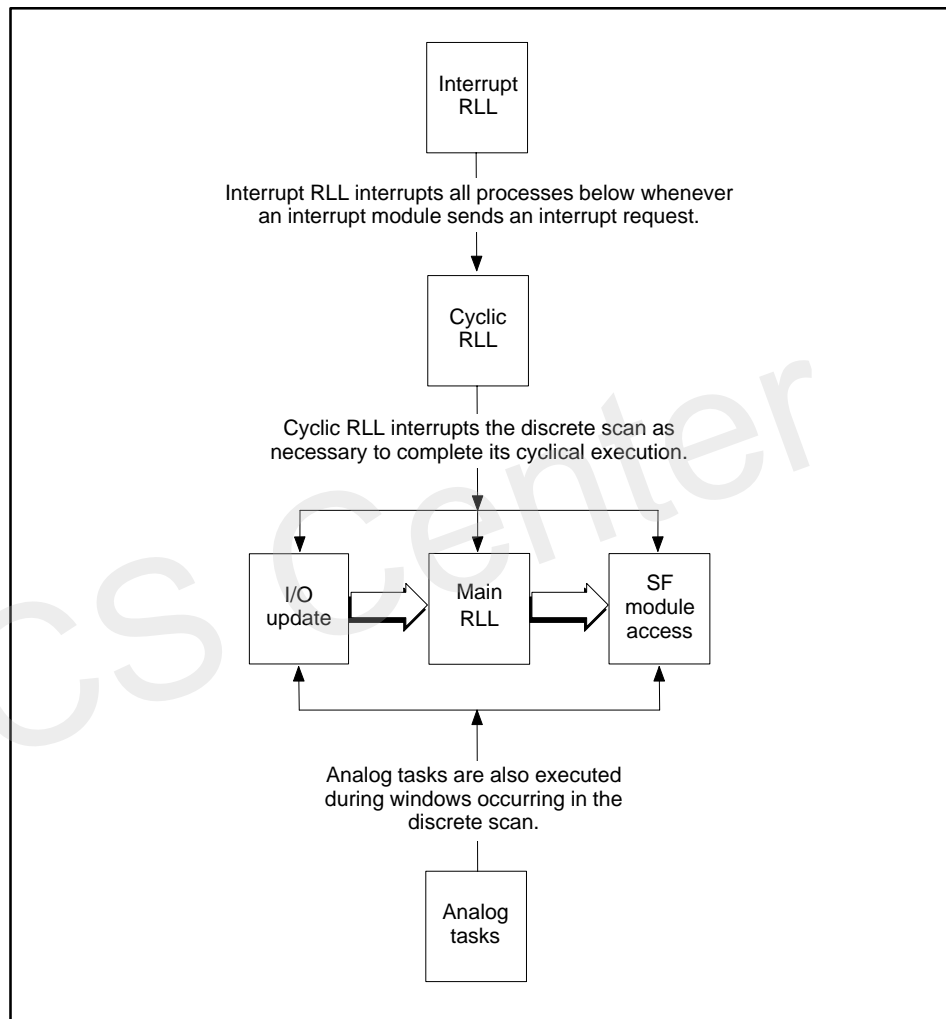 Interrupt
RLL
Interrupt RLL interrupts all processes below whenever
an interrupt module sends an interrupt request.
Cyclic
RLL
Cyclic RLL interrupts the discrete scan as
necessary to complete its cyclical execution.
I/O
update
Main
RLL
SF
module
access
Analog tasks are also executed
during windows occurring in the
discrete scan.
Analog
tasks
CS Center